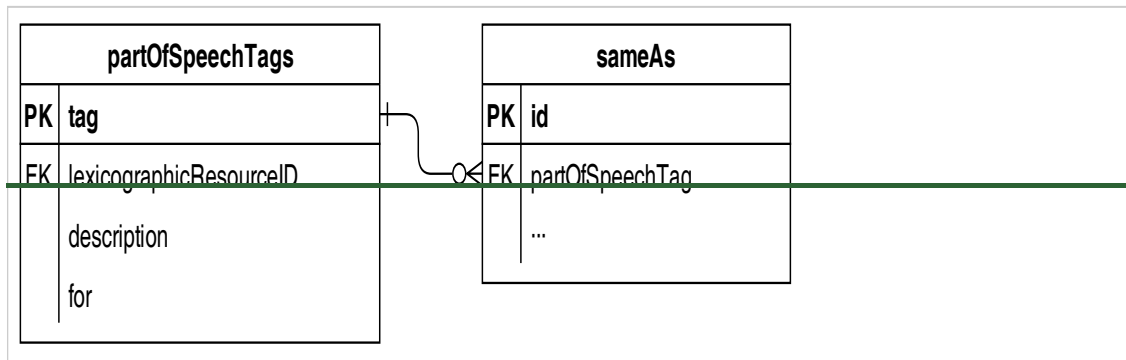 partOfSpeechTags
PK tag
FK lexicographicResourceID
description
for
sameAs
PK id
FK partOfSpeechTag
...